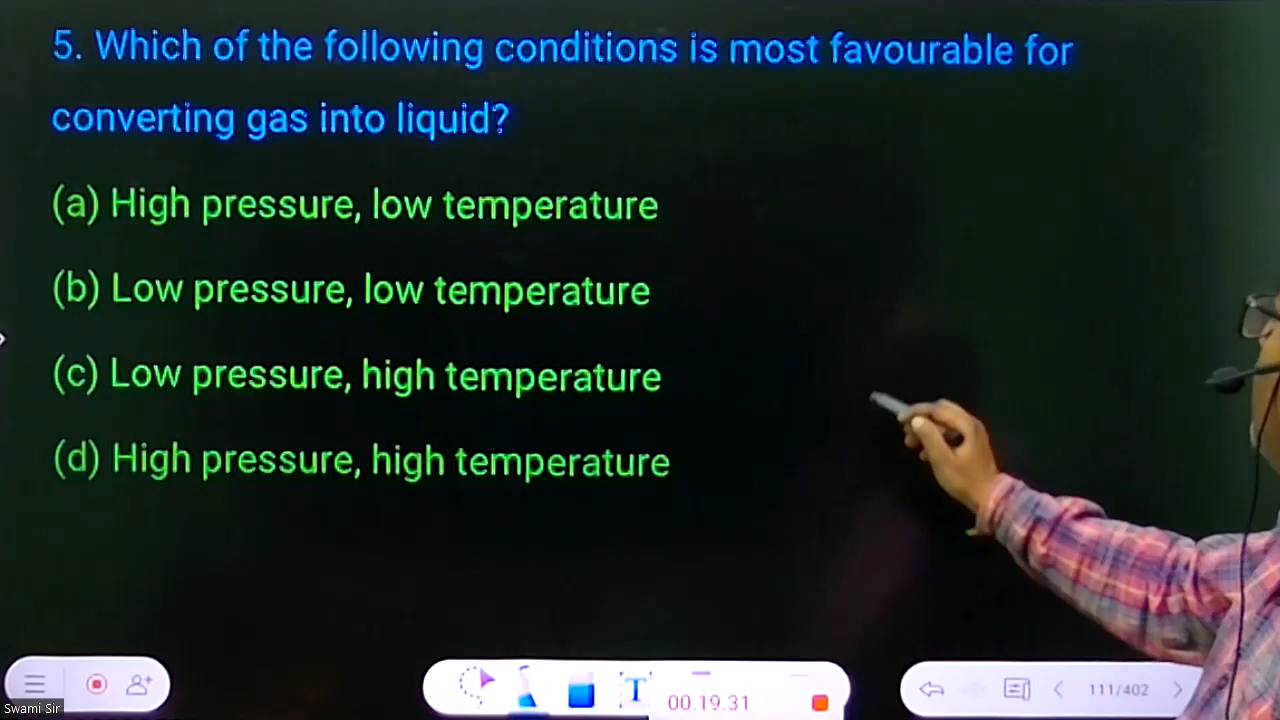 5. Which of the following conditions is most favourable for
converting gas into liquid?
(a) High pressure, low temperature
(b) Low pressure, low temperature
(c) Low pressure, high temperature
(d) High pressure, high temperature
T
00.19.31
111/402
Swami Sir